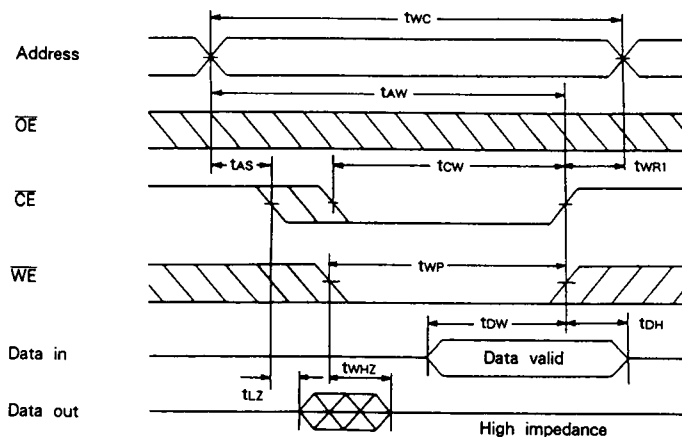 tWC
Address
tAW
OE
tAS
tCW
tWR1
CE
tWP
WE
tDW
tDH
Data in
Data valid
tWHZ
tLZ
Data out
High impedance